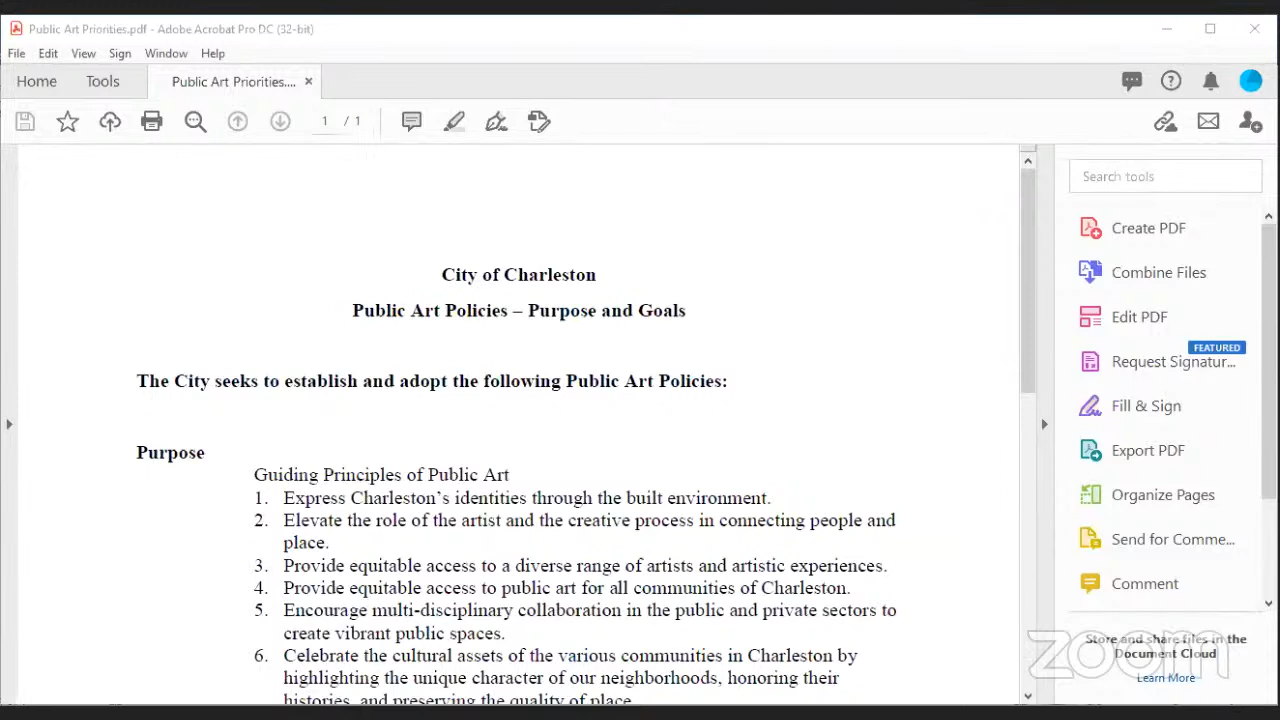 Public Art Priorities.pdf - Adobe Acrobat Pro DC (32-bit)
File Edit View Sign Window Help
Home Tools Public Art Priorities.... ×
1 / 1
Search tools
City of Charleston
Public Art Policies – Purpose and Goals
The City seeks to establish and adopt the following Public Art Policies:
Purpose
Guiding Principles of Public Art
1. Express Charleston's identities through the built environment.
2. Elevate the role of the artist and the creative process in connecting people and
place.
3. Provide equitable access to a diverse range of artists and artistic experiences.
4. Provide equitable access to public art for all communities of Charleston.
5. Encourage multi-disciplinary collaboration in the public and private sectors to
create vibrant public spaces.
6. Celebrate the cultural assets of the various communities in Charleston by
highlighting the unique character of our neighborhoods, honoring their
histories, and preserving the quality of place.
Create PDF
Combine Files
Edit PDF
FEATURED
Request Signatur...
Fill & Sign
Export PDF
Organize Pages
Send for Comme...
Comment
Store and share files in the
Document Cloud
Learn More
zoom